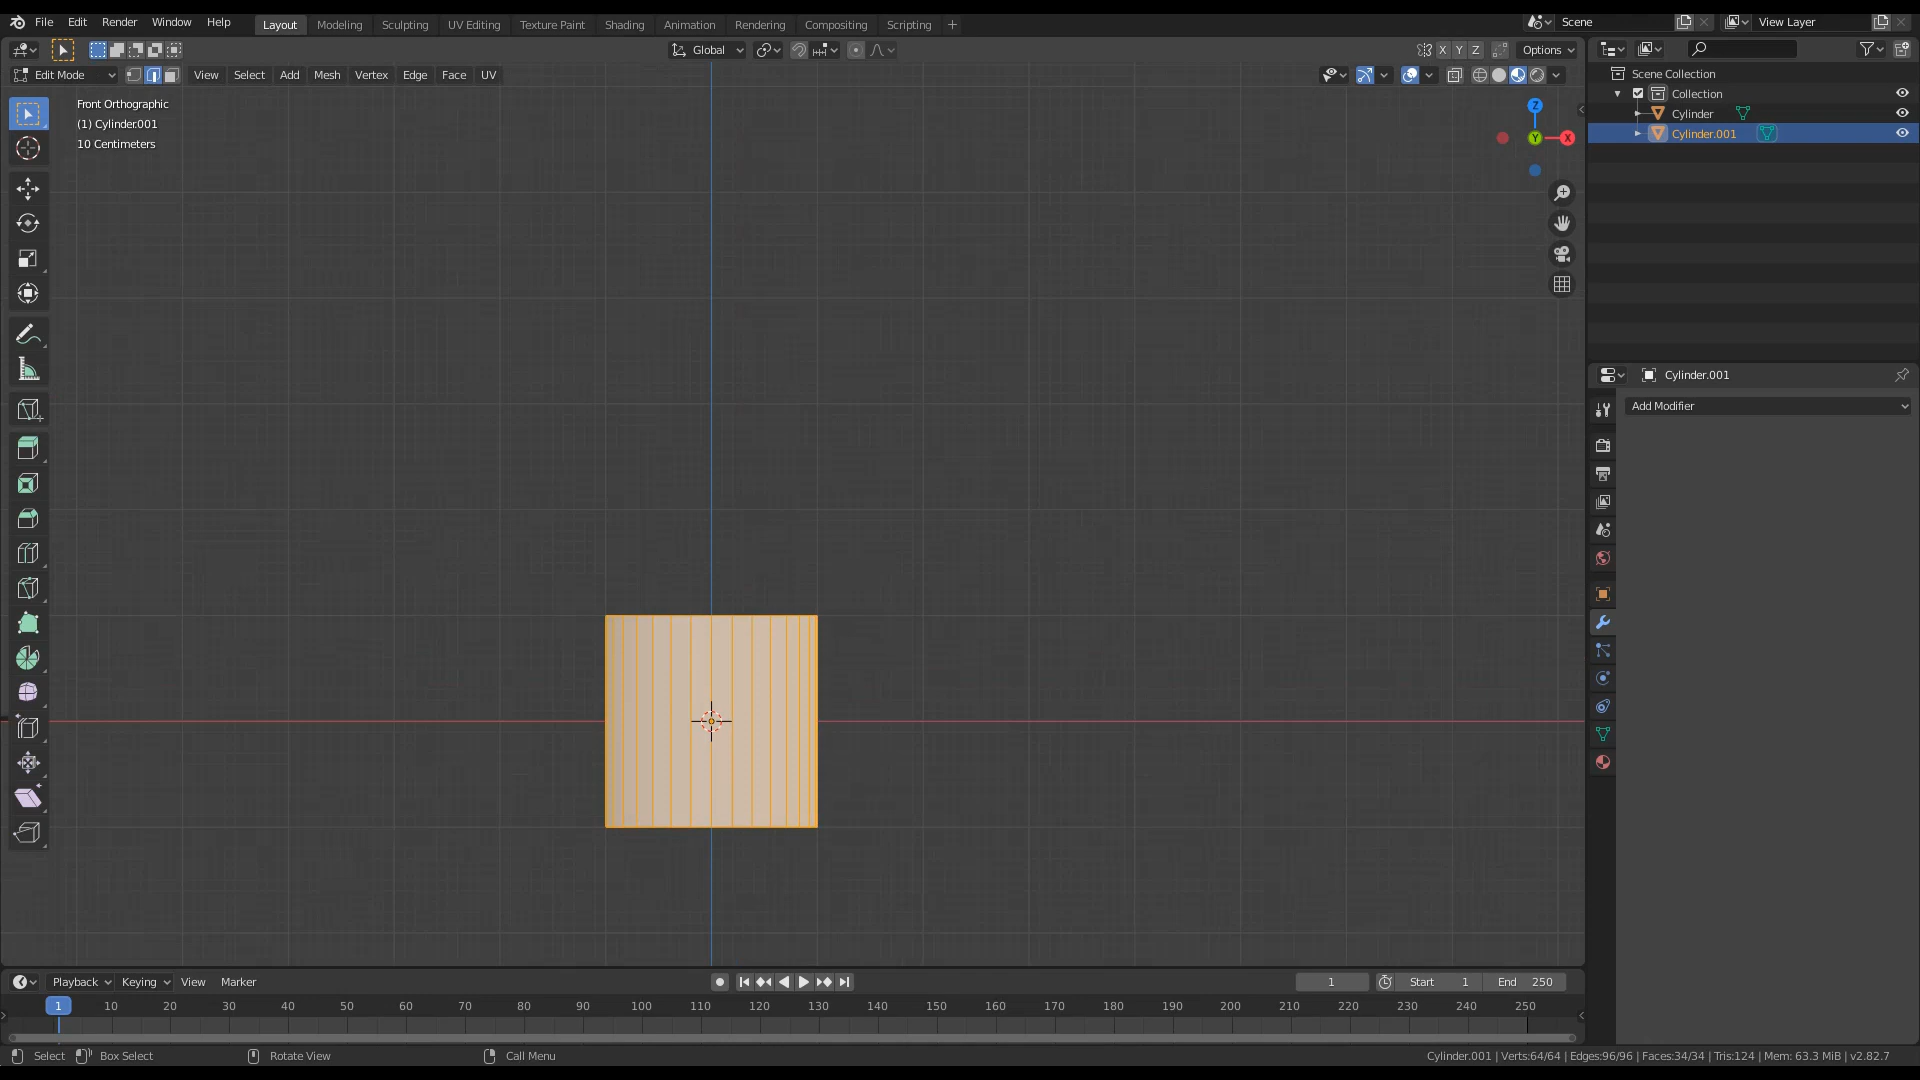 File Edit Render Window Help Layout Modeling Sculpting UV Editing Texture Paint Shading Animation Rendering Compositing Scripting Scene View Layer
Global X Y Z Options
Edit Mode View Select Add Mesh Vertex Edge Face UV
Front Orthographic
(1) Cylinder.001
10 Centimeters
Z
Y
X
Scene Collection
Collection
Cylinder
Cylinder.001
Cylinder.001
Add Modifier
Playback Keying View Marker 1 Start 1 End 250
1 10 20 30 40 50 60 70 80 90 100 110 120 130 140 150 160 170 180 190 200 210 220 230 240 250
Select Box Select Rotate View Call Menu Cylinder.001 | Verts:64/64 | Edges:96/96 | Faces:34/34 | Tris:124 | Mem: 63.3 MiB | v2.82.7